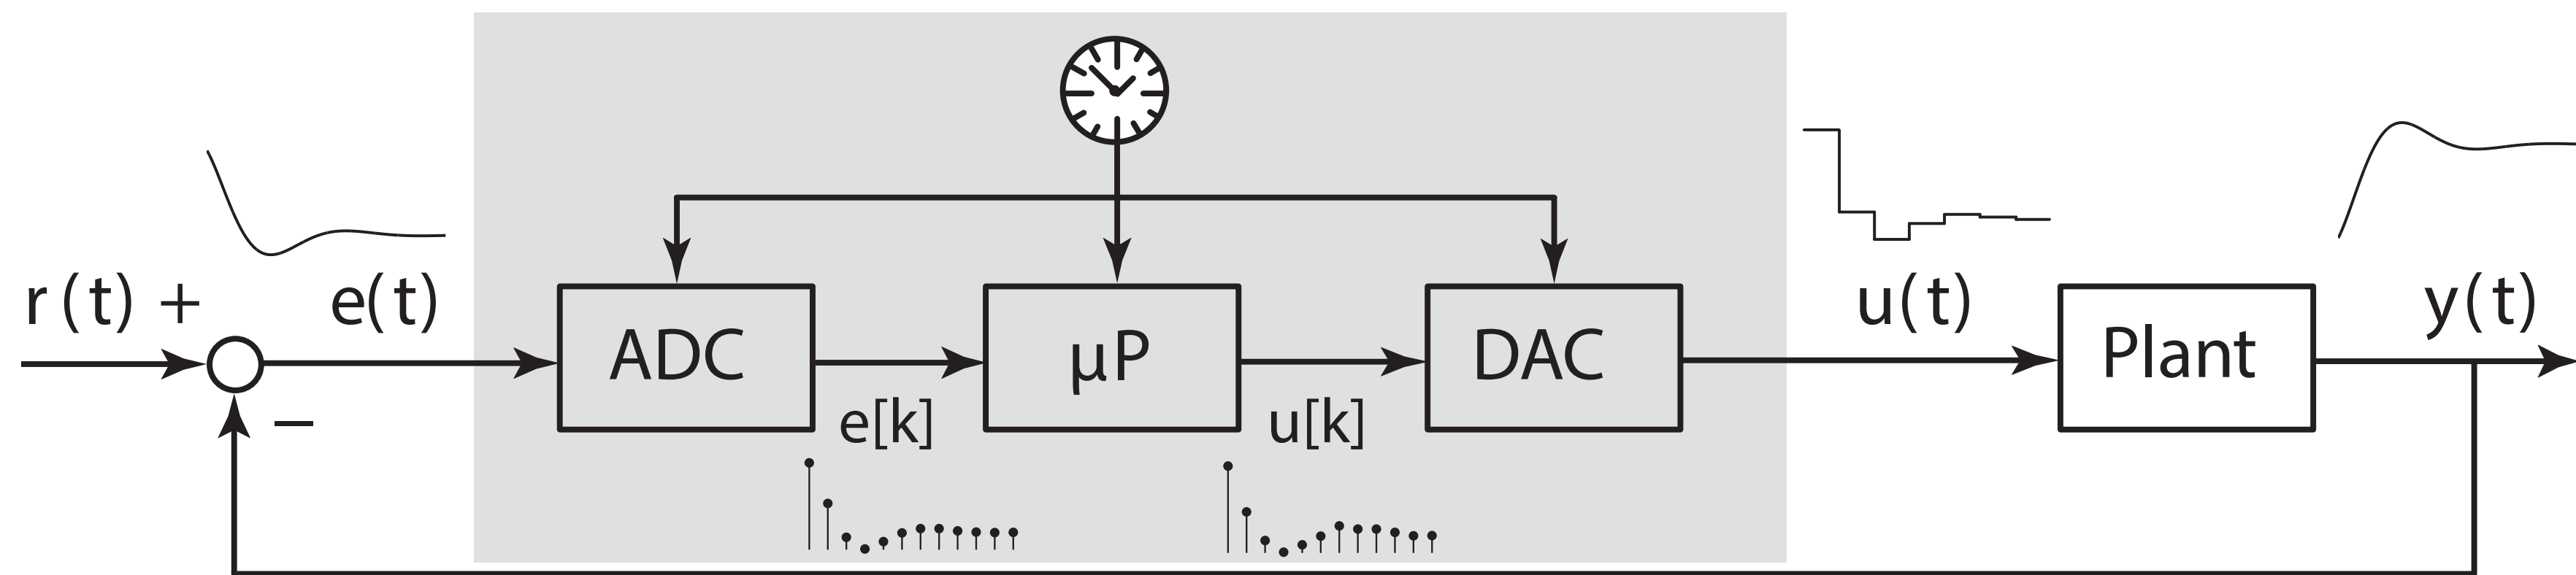 r(t) +
e(t)
ADC
e[k]
µP
u[k]
DAC
u(t)
Plant
y(t)
−